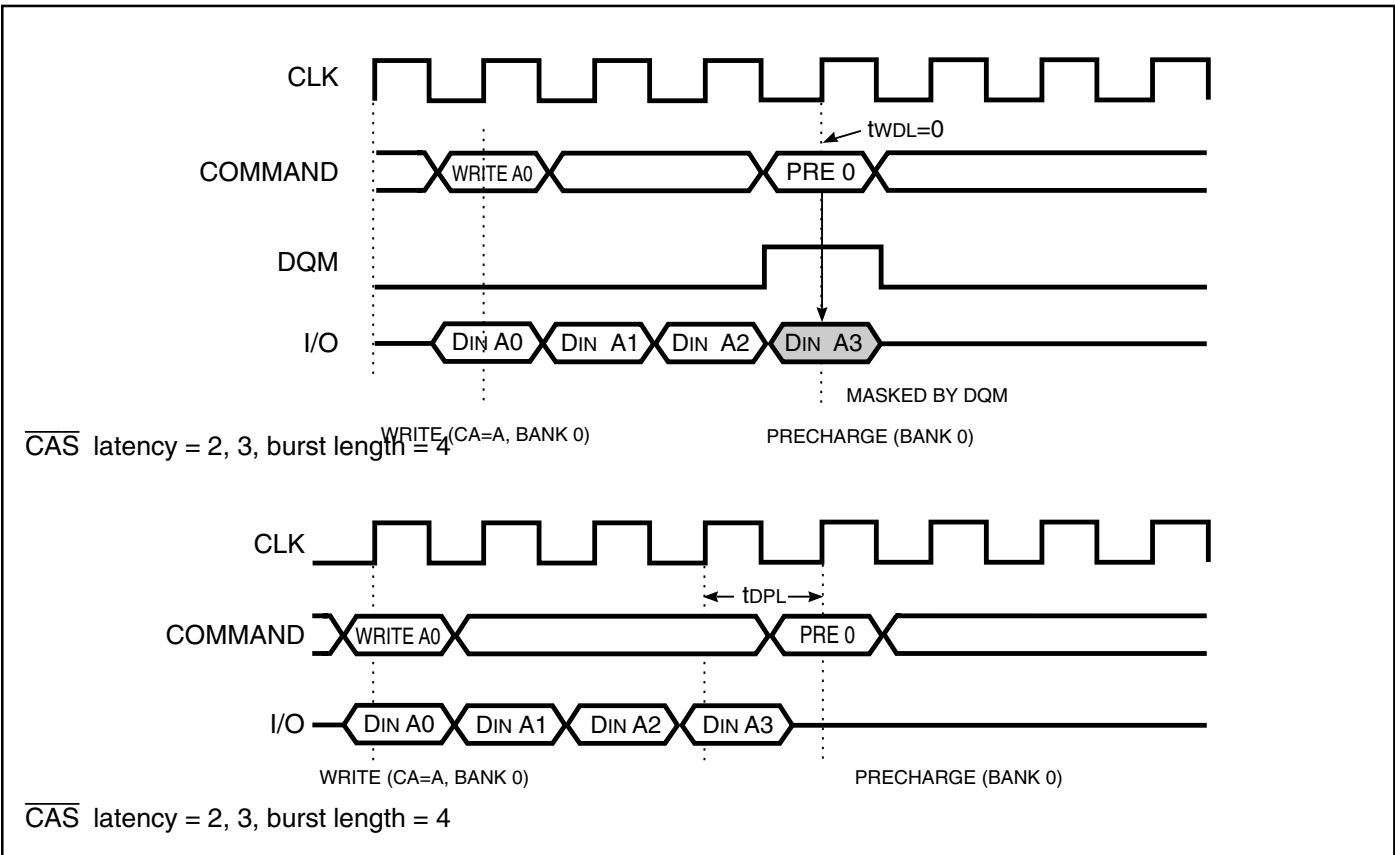 CLK
tWDL=0
COMMAND WRITE A0 PRE 0
DQM
I/O DIN A0 DIN A1 DIN A2 DIN A3
MASKED BY DQM
WRITE (CA=A, BANK 0) PRECHARGE (BANK 0)
CAS latency = 2, 3, burst length = 4
CLK
tDPL
COMMAND WRITE A0 PRE 0
I/O DIN A0 DIN A1 DIN A2 DIN A3
WRITE (CA=A, BANK 0) PRECHARGE (BANK 0)
CAS latency = 2, 3, burst length = 4